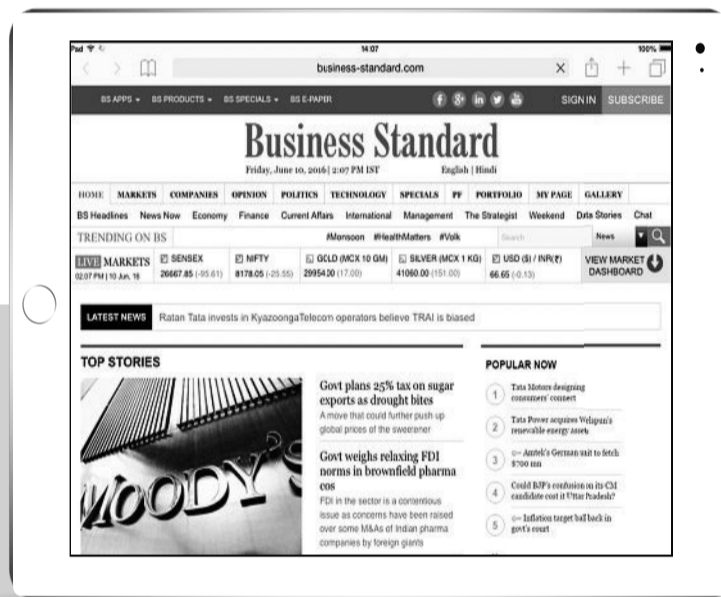 Pad 14:07 100%
business-standard.com
BS APPS BS PRODUCTS BS SPECIALS BS E-PAPER SIGN IN SUBSCRIBE
Business Standard
Friday, June 10, 2016 | 2:07 PM IST English | Hindi
HOME MARKETS COMPANIES OPINION POLITICS TECHNOLOGY SPECIALS PF PORTFOLIO MY PAGE GALLERY
BS Headlines News Now Economy Finance Current Affairs International Management The Strategist Weekend Data Stories Chat
TRENDING ON BS #Monsoon #HealthMatters #Volk Search News
LIVE MARKETS SENSEX NIFTY GOLD (MCX 10 GM) SILVER (MCX 1 KG) USD ($) / INR(₹) VIEW MARKET
02:07 PM | 10 Jun, 16 26667.85 (-95.61) 8178.05 (-25.55) 29954.00 (17.00) 41060.00 (151.00) 66.65 (-0.13) DASHBOARD
LATEST NEWS Ratan Tata invests in KyazoongaTelecom operators believe TRAI is biased
TOP STORIES
MOODY'S
Govt plans 25% tax on sugar
exports as drought bites
A move that could further push up
global prices of the sweetener
Govt weighs relaxing FDI
norms in brownfield pharma
cos
FDI in the sector is a contentious
issue as concerns have been raised
over some M&As of Indian pharma
companies by foreign giants
POPULAR NOW
1 Tata Motors designing
consumers' connect
2 Tata Power acquires Welspun's
renewable energy assets
3 Amtek's German unit to fetch
$700 mn
4 Could BJP's confusion on its CM
candidate cost it Uttar Pradesh?
5 Inflation target ball back in
govt's court